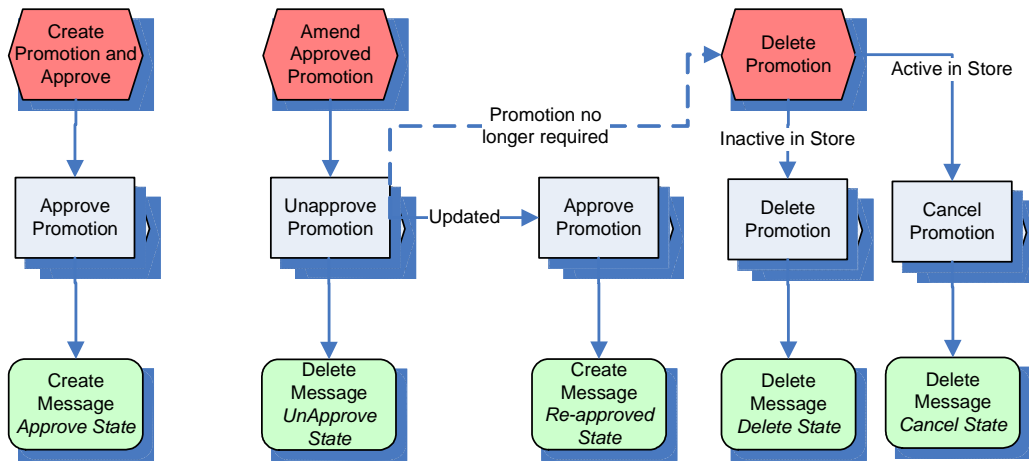 Create
Promotion and
Approve
Amend
Approved
Promotion
Delete
Promotion
Active in Store
Promotion no
longer required
Inactive in Store
Approve
Promotion
Unapprove
Promotion
Updated
Approve
Promotion
Delete
Promotion
Cancel
Promotion
Create
Message
Approve State
Delete
Message
UnApprove
State
Create
Message
Re-approved
State
Delete
Message
Delete State
Delete
Message
Cancel State